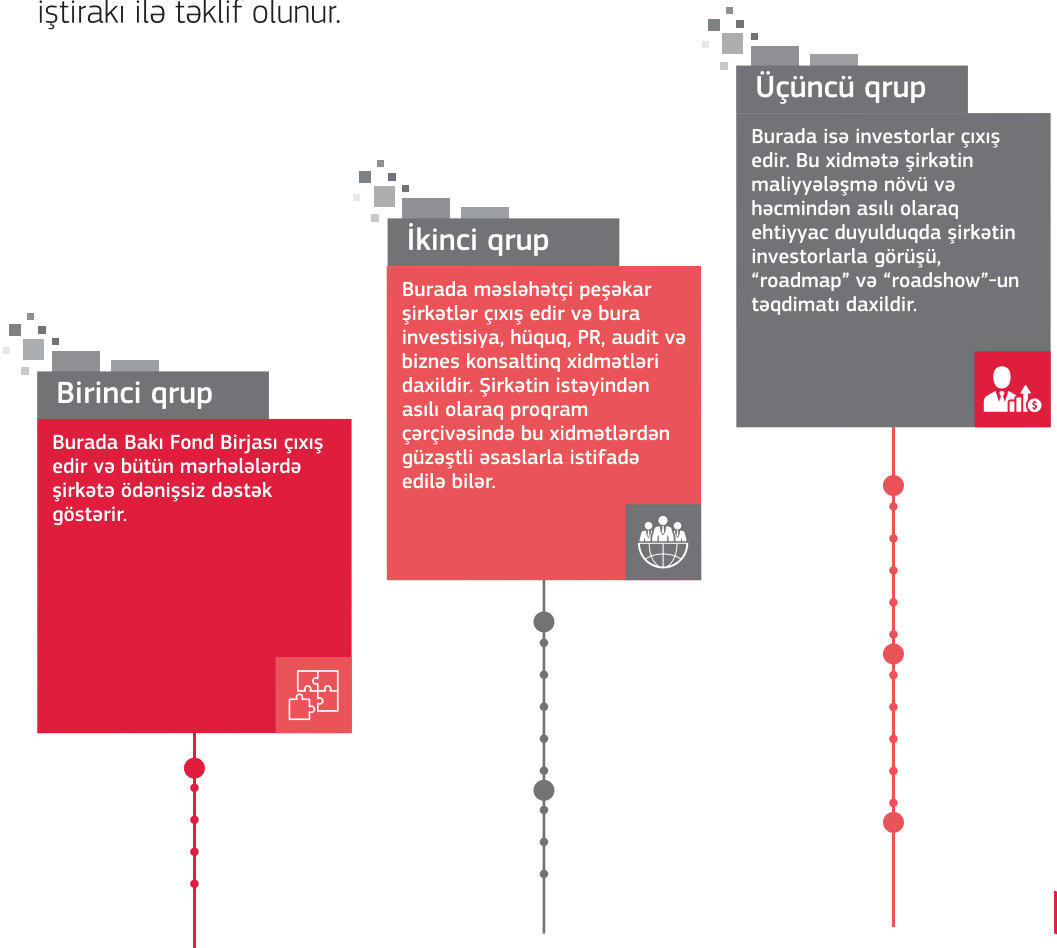 iştirakı ilə təklif olunur.
Birinci qrup
Burada Bakı Fond Birjası çıxış
edir və bütün mərhələlərdə
şirkətə ödənişsiz dəstək
göstərir.
İkinci qrup
Burada məsləhətçi peşəkar
şirkətlər çıxış edir və bura
investisiya, hüquq, PR, audit və
biznes konsaltinq xidmətləri
daxildir. Şirkətin istəyindən
asılı olaraq proqram
çərçivəsində bu xidmətlərdən
güzəştli əsaslarla istifadə
edilə bilər.
Üçüncü qrup
Burada isə investorlar çıxış
edir. Bu xidmətə şirkətin
maliyyələşmə növü və
həcmindən asılı olaraq
ehtiyyac duyulduqda şirkətin
investorlarla görüşü,
“roadmap” və “roadshow”-un
təqdimatı daxildir.
$